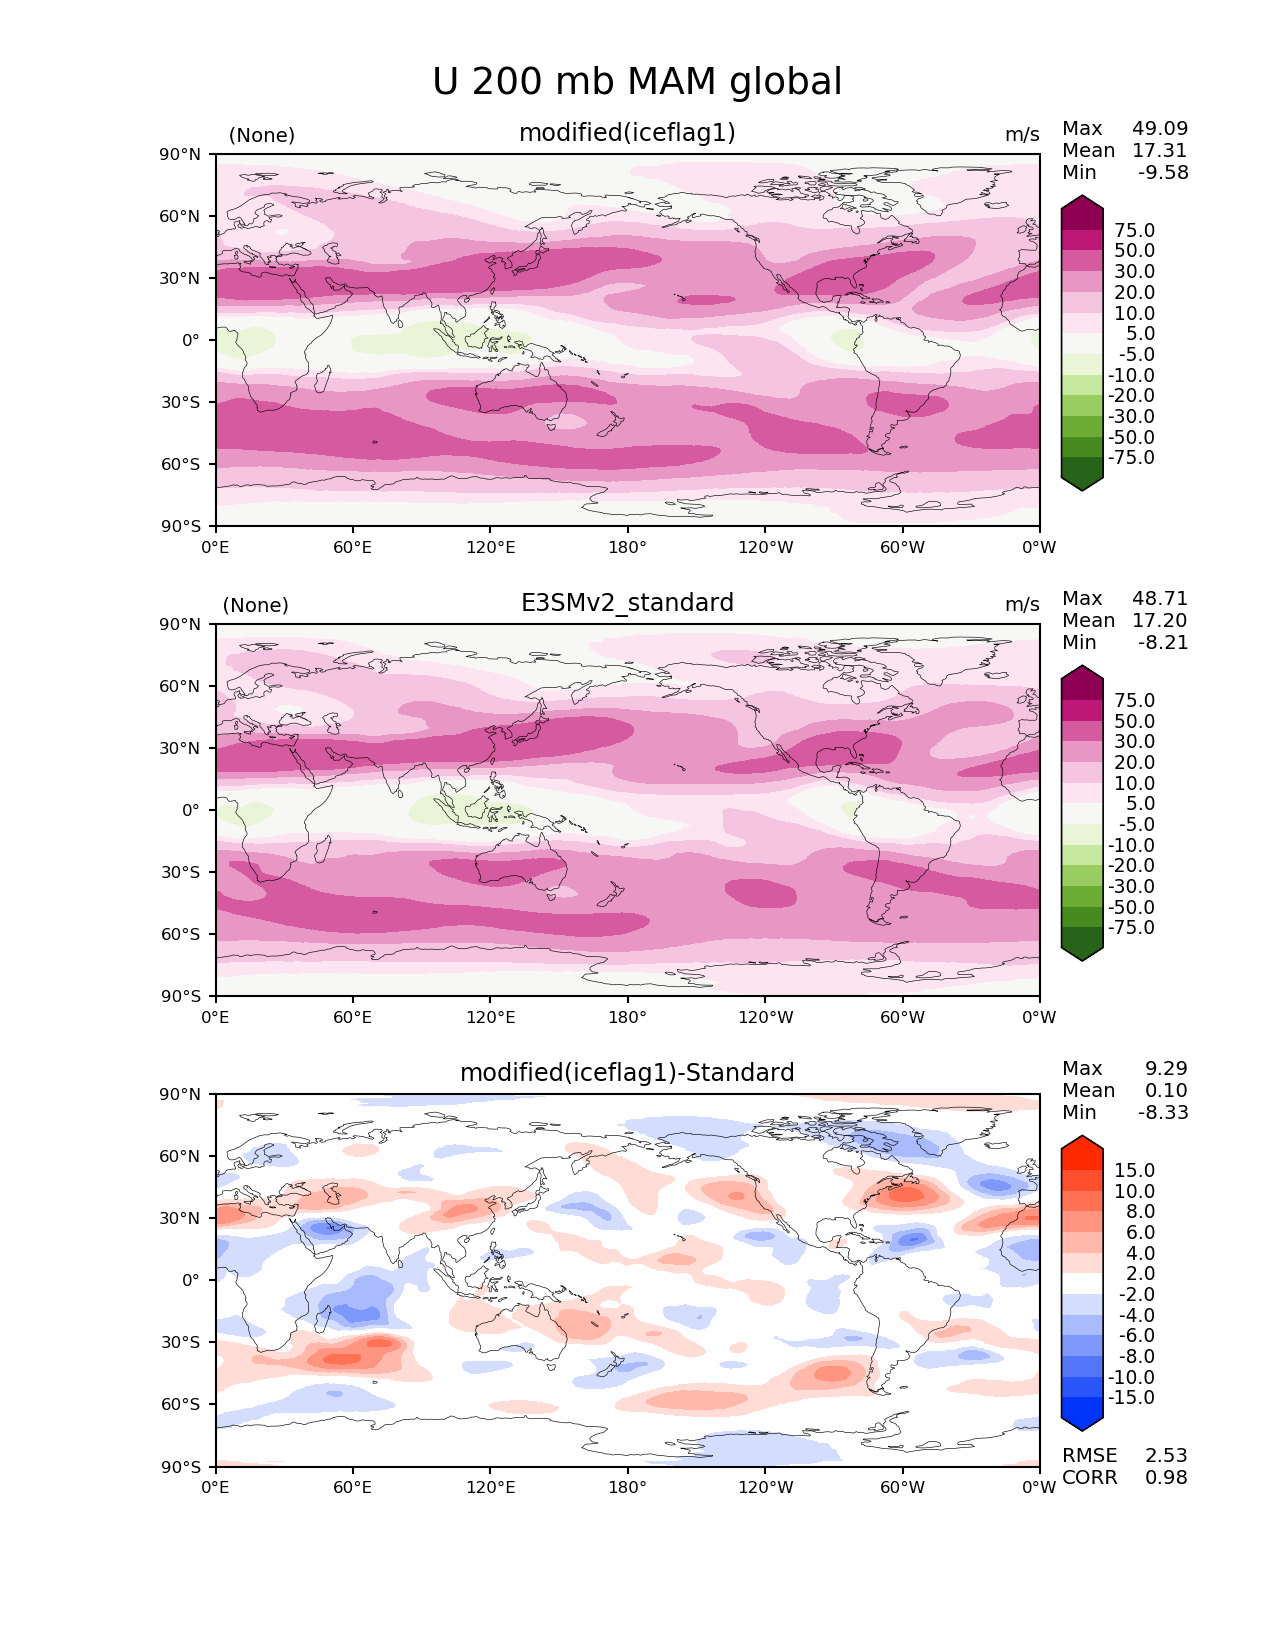 U 200 mb MAM global
(None) modified(iceflag1) m/s
Max 49.09
Mean 17.31
Min -9.58
90°N
60°N
30°N
0°
30°S
60°S
90°S
0°E 60°E 120°E 180° 120°W 60°W 0°W
75.0
50.0
30.0
20.0
10.0
5.0
-5.0
-10.0
-20.0
-30.0
-50.0
-75.0
(None) E3SMv2_standard m/s
Max 48.71
Mean 17.20
Min -8.21
90°N
60°N
30°N
0°
30°S
60°S
90°S
0°E 60°E 120°E 180° 120°W 60°W 0°W
75.0
50.0
30.0
20.0
10.0
5.0
-5.0
-10.0
-20.0
-30.0
-50.0
-75.0
modified(iceflag1)-Standard
Max 9.29
Mean 0.10
Min -8.33
90°N
60°N
30°N
0°
30°S
60°S
90°S
0°E 60°E 120°E 180° 120°W 60°W 0°W
15.0
10.0
8.0
6.0
4.0
2.0
-2.0
-4.0
-6.0
-8.0
-10.0
-15.0
RMSE 2.53
CORR 0.98